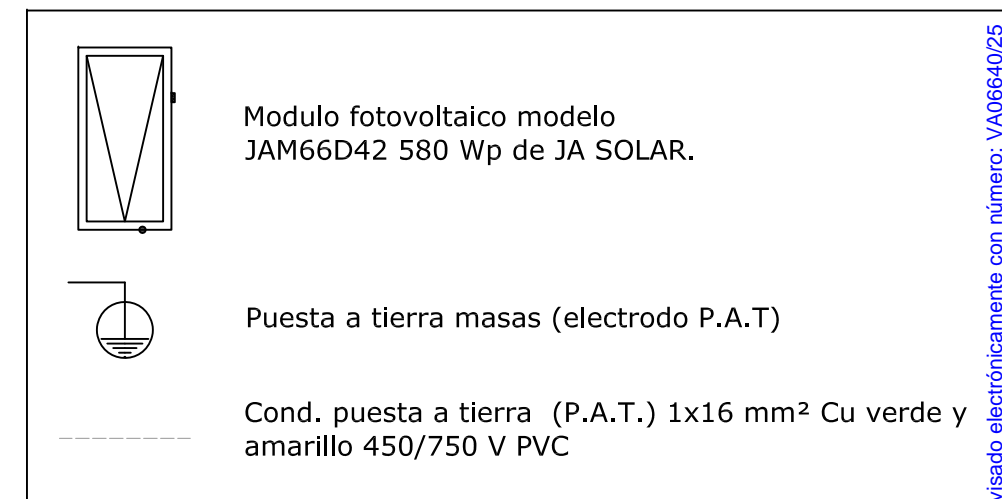 Modulo fotovoltaico modelo
JAM66D42 580 Wp de JA SOLAR.
Puesta a tierra masas (electrodo P.A.T)
Cond. puesta a tierra (P.A.T.) 1x16 mm² Cu verde y
amarillo 450/750 V PVC
visado electrónicamente con número: VA06640/25